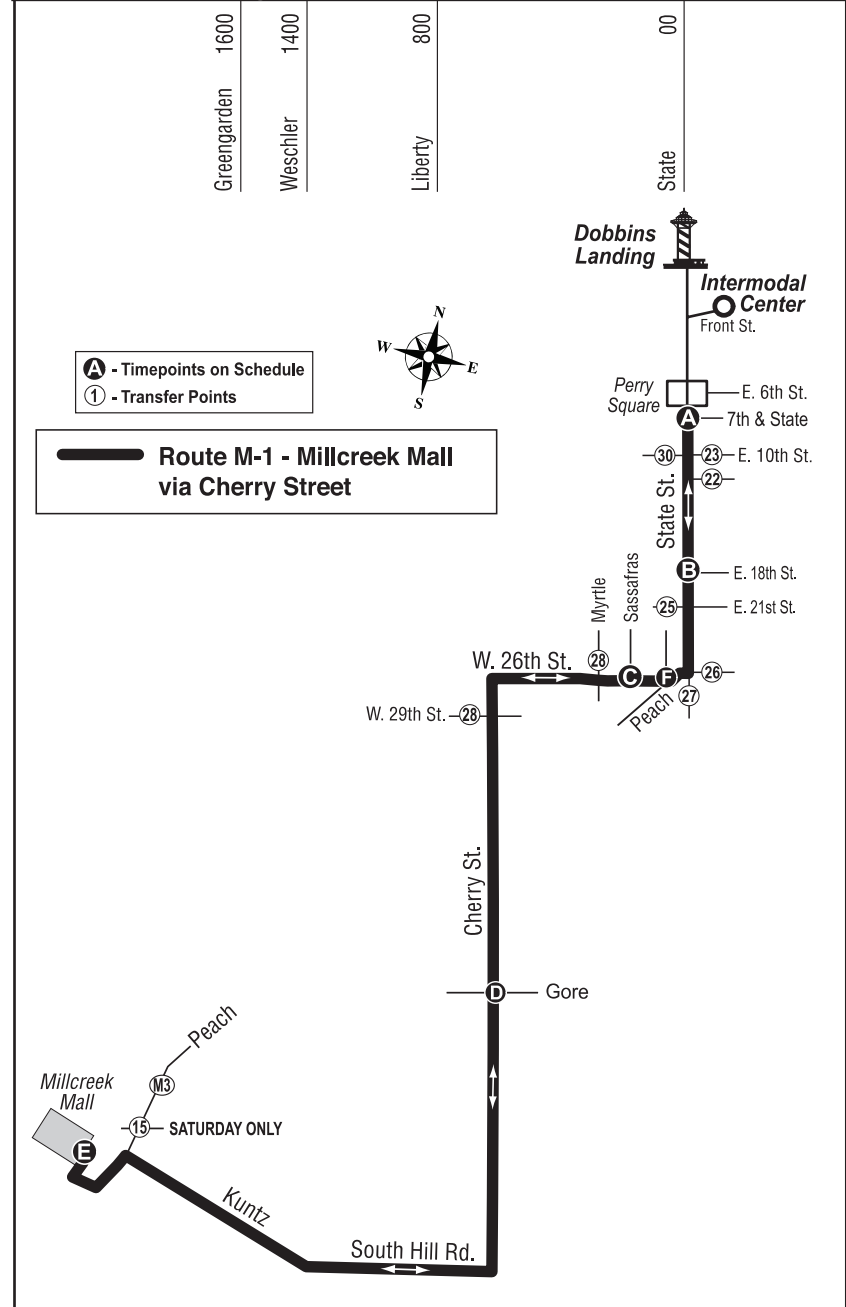 Greengarden 1600
Weschler 1400
Liberty 800
State 00
Dobbins
Landing
Intermodal
Center
Front St.
N
W
E
S
A - Timepoints on Schedule
1 - Transfer Points
Perry
Square
E. 6th St.
A
7th & State
Route M-1 - Millcreek Mall
via Cherry Street
30
23
E. 10th St.
22
State St.
B
E. 18th St.
25
E. 21st St.
Myrtle
Sassafras
W. 26th St.
28
C
F
26
27
Peach
W. 29th St.
28
Cherry St.
D
Gore
Peach
M3
Millcreek
Mall
15
SATURDAY ONLY
E
Kuntz
South Hill Rd.